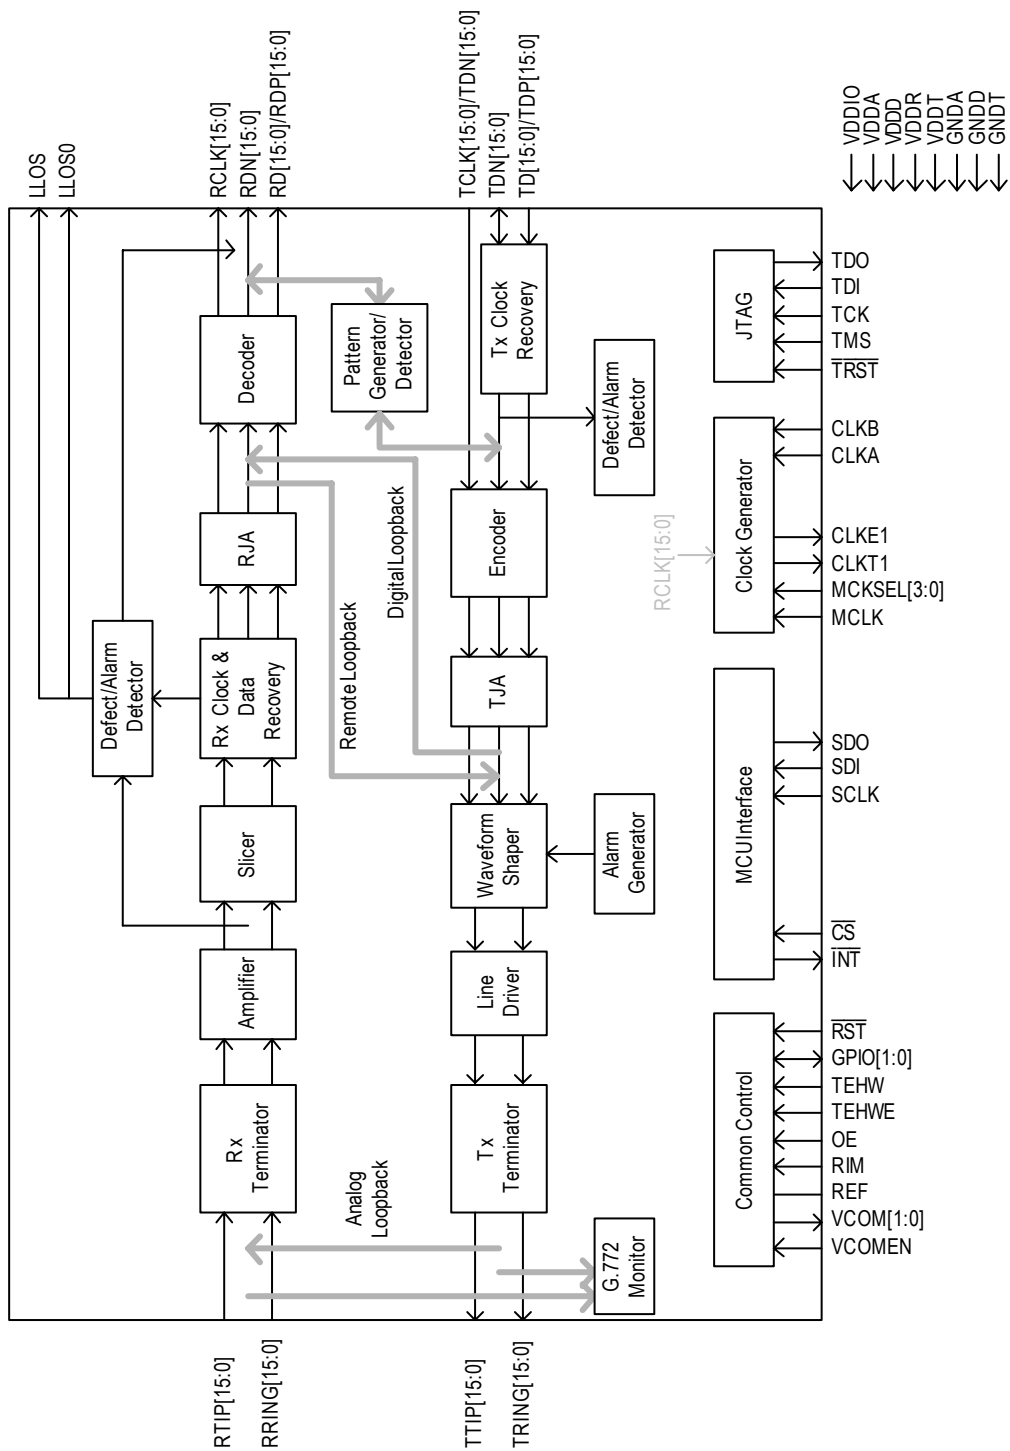 LLOS
LLOS0
RCLK[15:0]
RDN[15:0]
RD[15:0]/RDP[15:0]
TCLK[15:0]/TDN[15:0]
TDN[15:0]
TD[15:0]/TDP[15:0]
VDDIO
VDDA
VDDD
VDDR
VDDT
GNDA
GNDD
GNDT
Decoder
Pattern
Generator/
Detector
Tx Clock
Recovery
Defect/Alarm
Detector
JTAG
TDO
TDI
TCK
TMS
TRST
RJA
Digital Loopback
Encoder
RCLK[15:0]
Clock Generator
CLKB
CLKA
CLKE1
CLKT1
MCKSEL[3:0]
MCLK
Defect/Alarm
Detector
Rx Clock &
Data
Recovery
Remote Loopback
TJA
Slicer
Waveform
Shaper
Alarm
Generator
MCU Interface
SDO
SDI
SCLK
CS
INT
Amplifier
Line
Driver
Rx
Terminator
Tx
Terminator
Analog
Loopback
G.772
Monitor
Common Control
RST
GPIO[1:0]
TEHW
TEHWE
OE
RIM
REF
VCOM[1:0]
VCOMEN
RTIP[15:0]
RRING[15:0]
TTIP[15:0]
TRING[15:0]